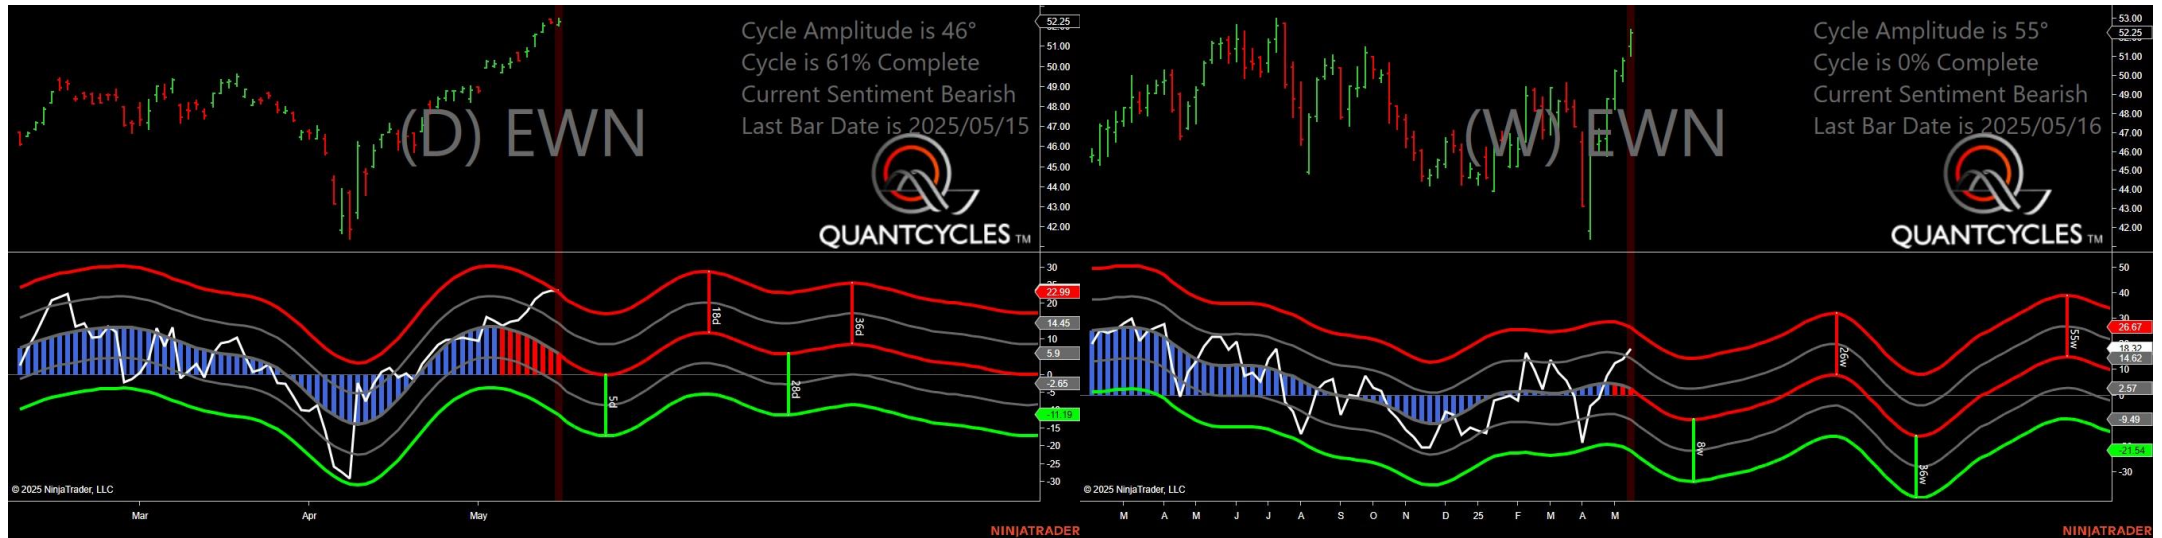 Cycle Amplitude is 46°
Cycle is 61% Complete
Current Sentiment Bearish
Last Bar Date is 2025/05/15
(D) EWN
QUANTCYCLES TM
52.25
51.00
50.00
49.00
48.00
47.00
46.00
45.00
44.00
43.00
42.00
30
22.99
20
14.45
10
5.9
0
-2.65
-5
-11.19
-15
-20
-25
-30
5d
18d
28d
36d
© 2025 NinjaTrader, LLC
Mar
Apr
May
NINJATRADER
Cycle Amplitude is 55°
Cycle is 0% Complete
Current Sentiment Bearish
Last Bar Date is 2025/05/16
(W) EWN
QUANTCYCLES TM
53.00
52.25
51.00
50.00
49.00
48.00
47.00
46.00
45.00
44.00
43.00
42.00
50
40
30
26.67
18.32
14.62
10
2.57
0
-9.49
-21.54
-30
8w
26w
36w
55w
© 2025 NinjaTrader, LLC
M A M J J A S O N D 25 F M A M
NINJATRADER